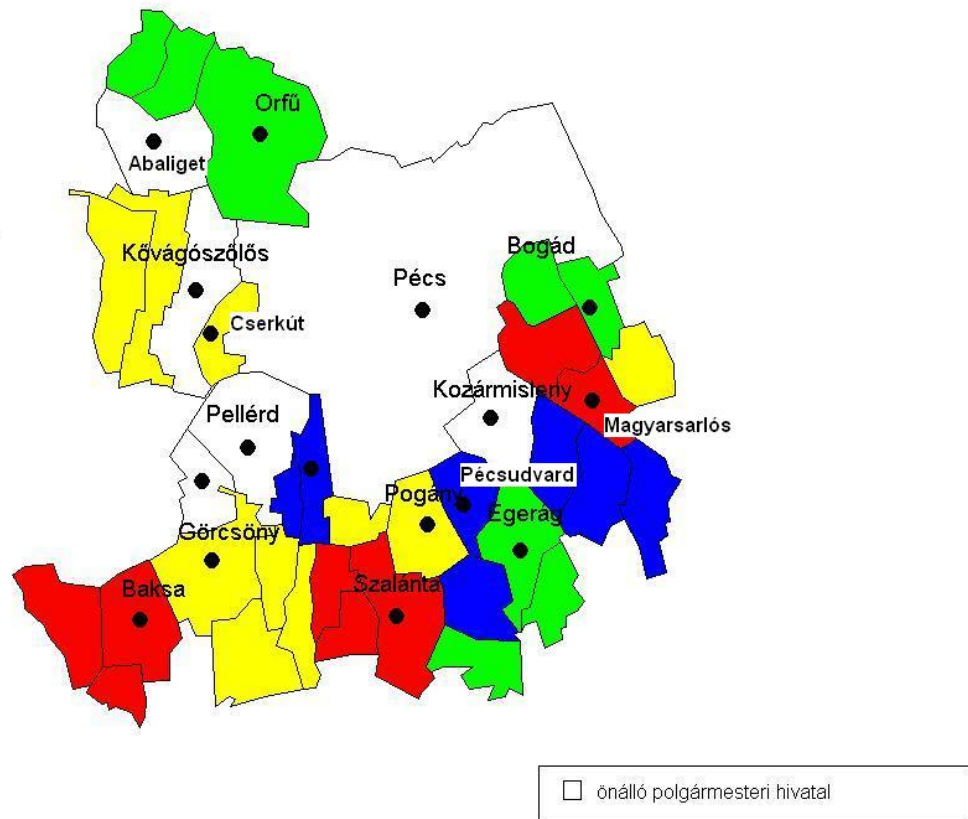 Orfű
Abaliget
Bogád
Kővágószőlős
Pécs
Cserkút
Kozármisleny
Pellérd
Magyarsarlós
Pécsudvard
Pogány
Egerág
Görcsöny
Szalánta
Baksa
önálló polgármesteri hivatal